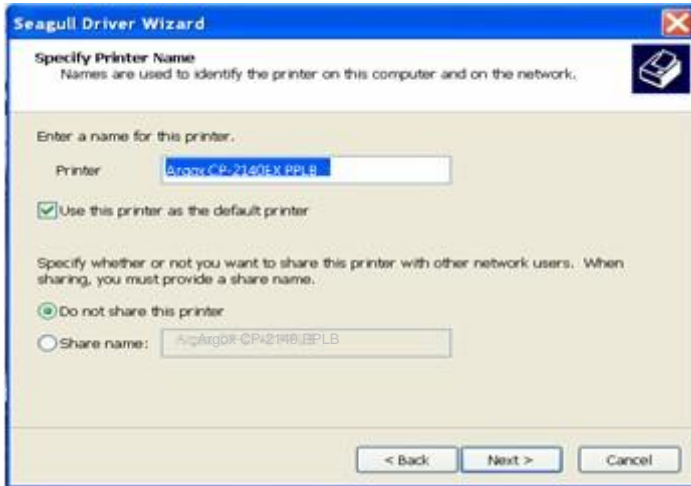 Seagull Driver Wizard
Specify Printer Name
Names are used to identify the printer on this computer and on the network.
Enter a name for this printer.
Printer
Argox CP-2140EX PPLB
Use this printer as the default printer
Specify whether or not you want to share this printer with other network users. When
sharing, you must provide a share name.
Do not share this printer
Share name:
< Back
Next >
Cancel